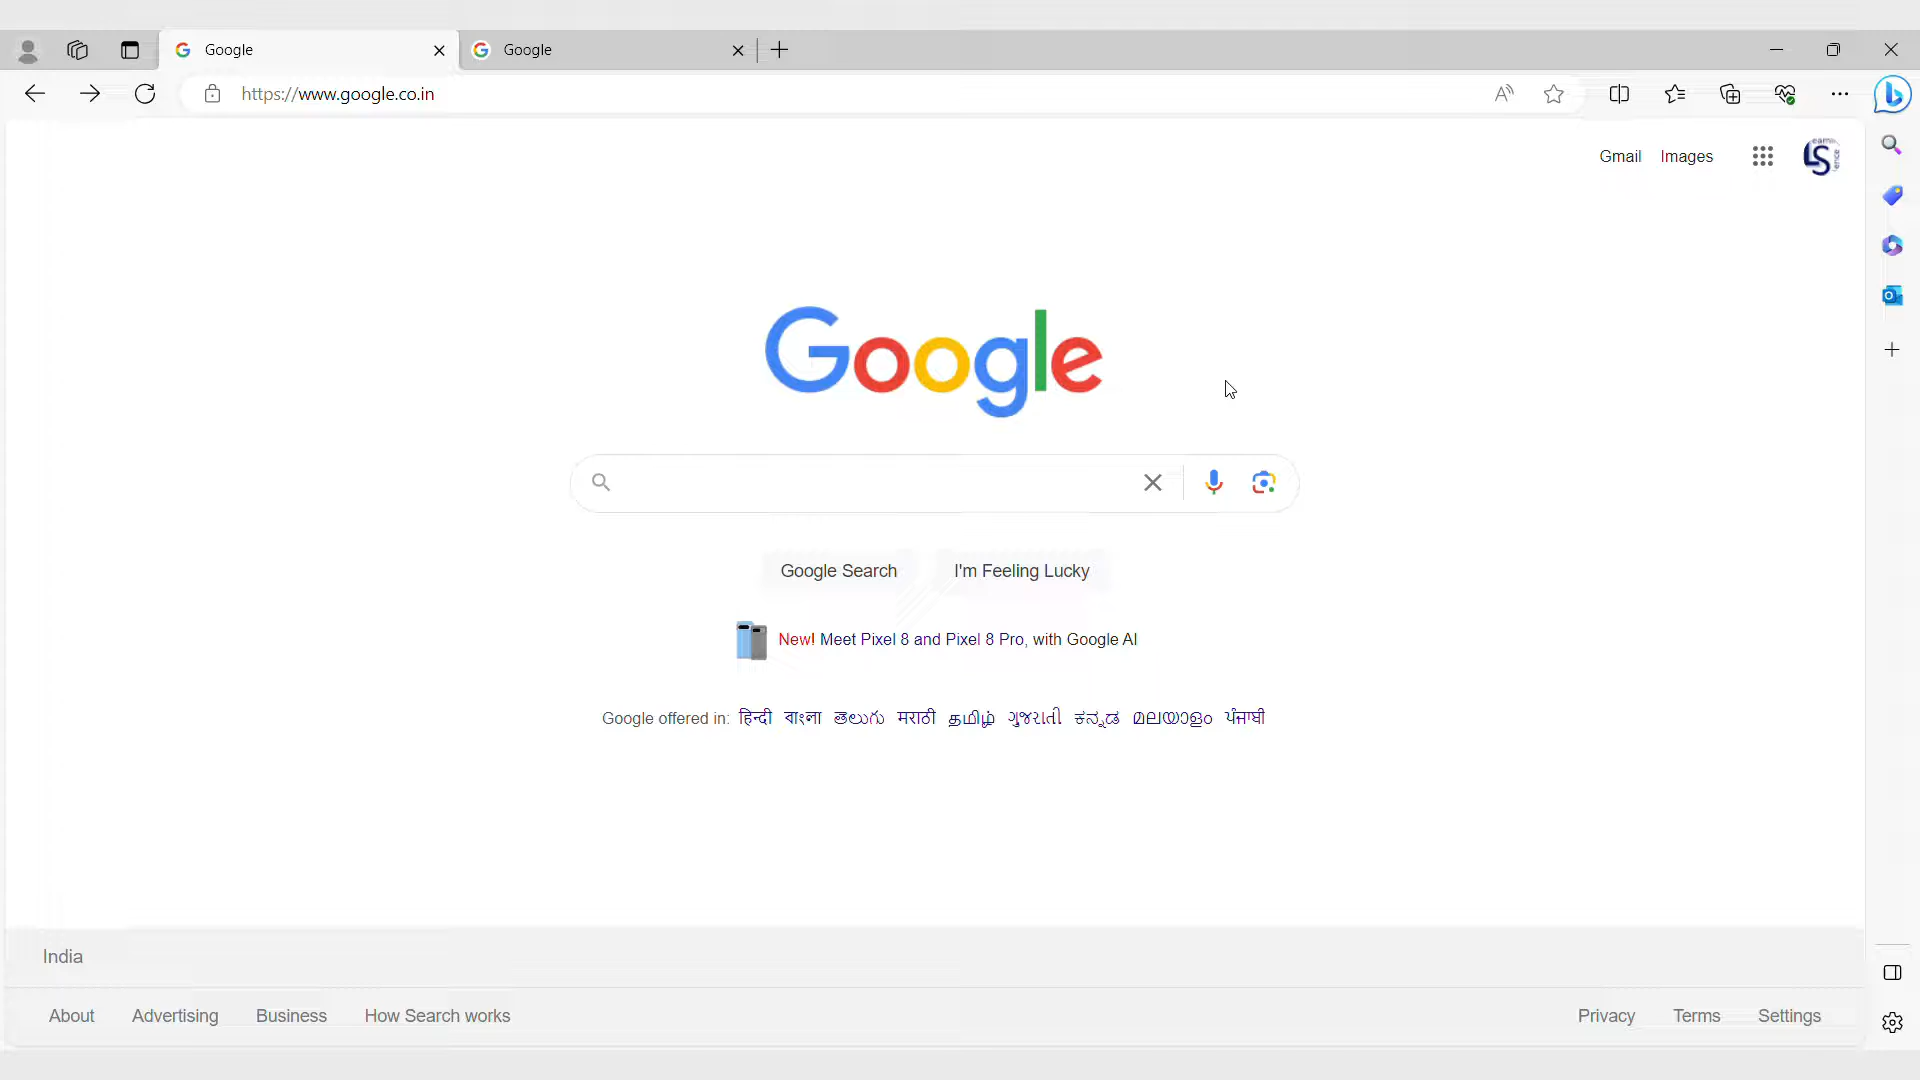 Google
Google
https://www.google.co.in
Gmail
Images
Google
Google Search
I'm Feeling Lucky
New! Meet Pixel 8 and Pixel 8 Pro, with Google AI
Google offered in: हिन्दी বাংলা తెలుగు मराठी தமிழ் ગુજરાતી ಕನ್ನಡ മലയാളം ਪੰਜਾਬੀ
India
About Advertising Business How Search works
Privacy Terms Settings